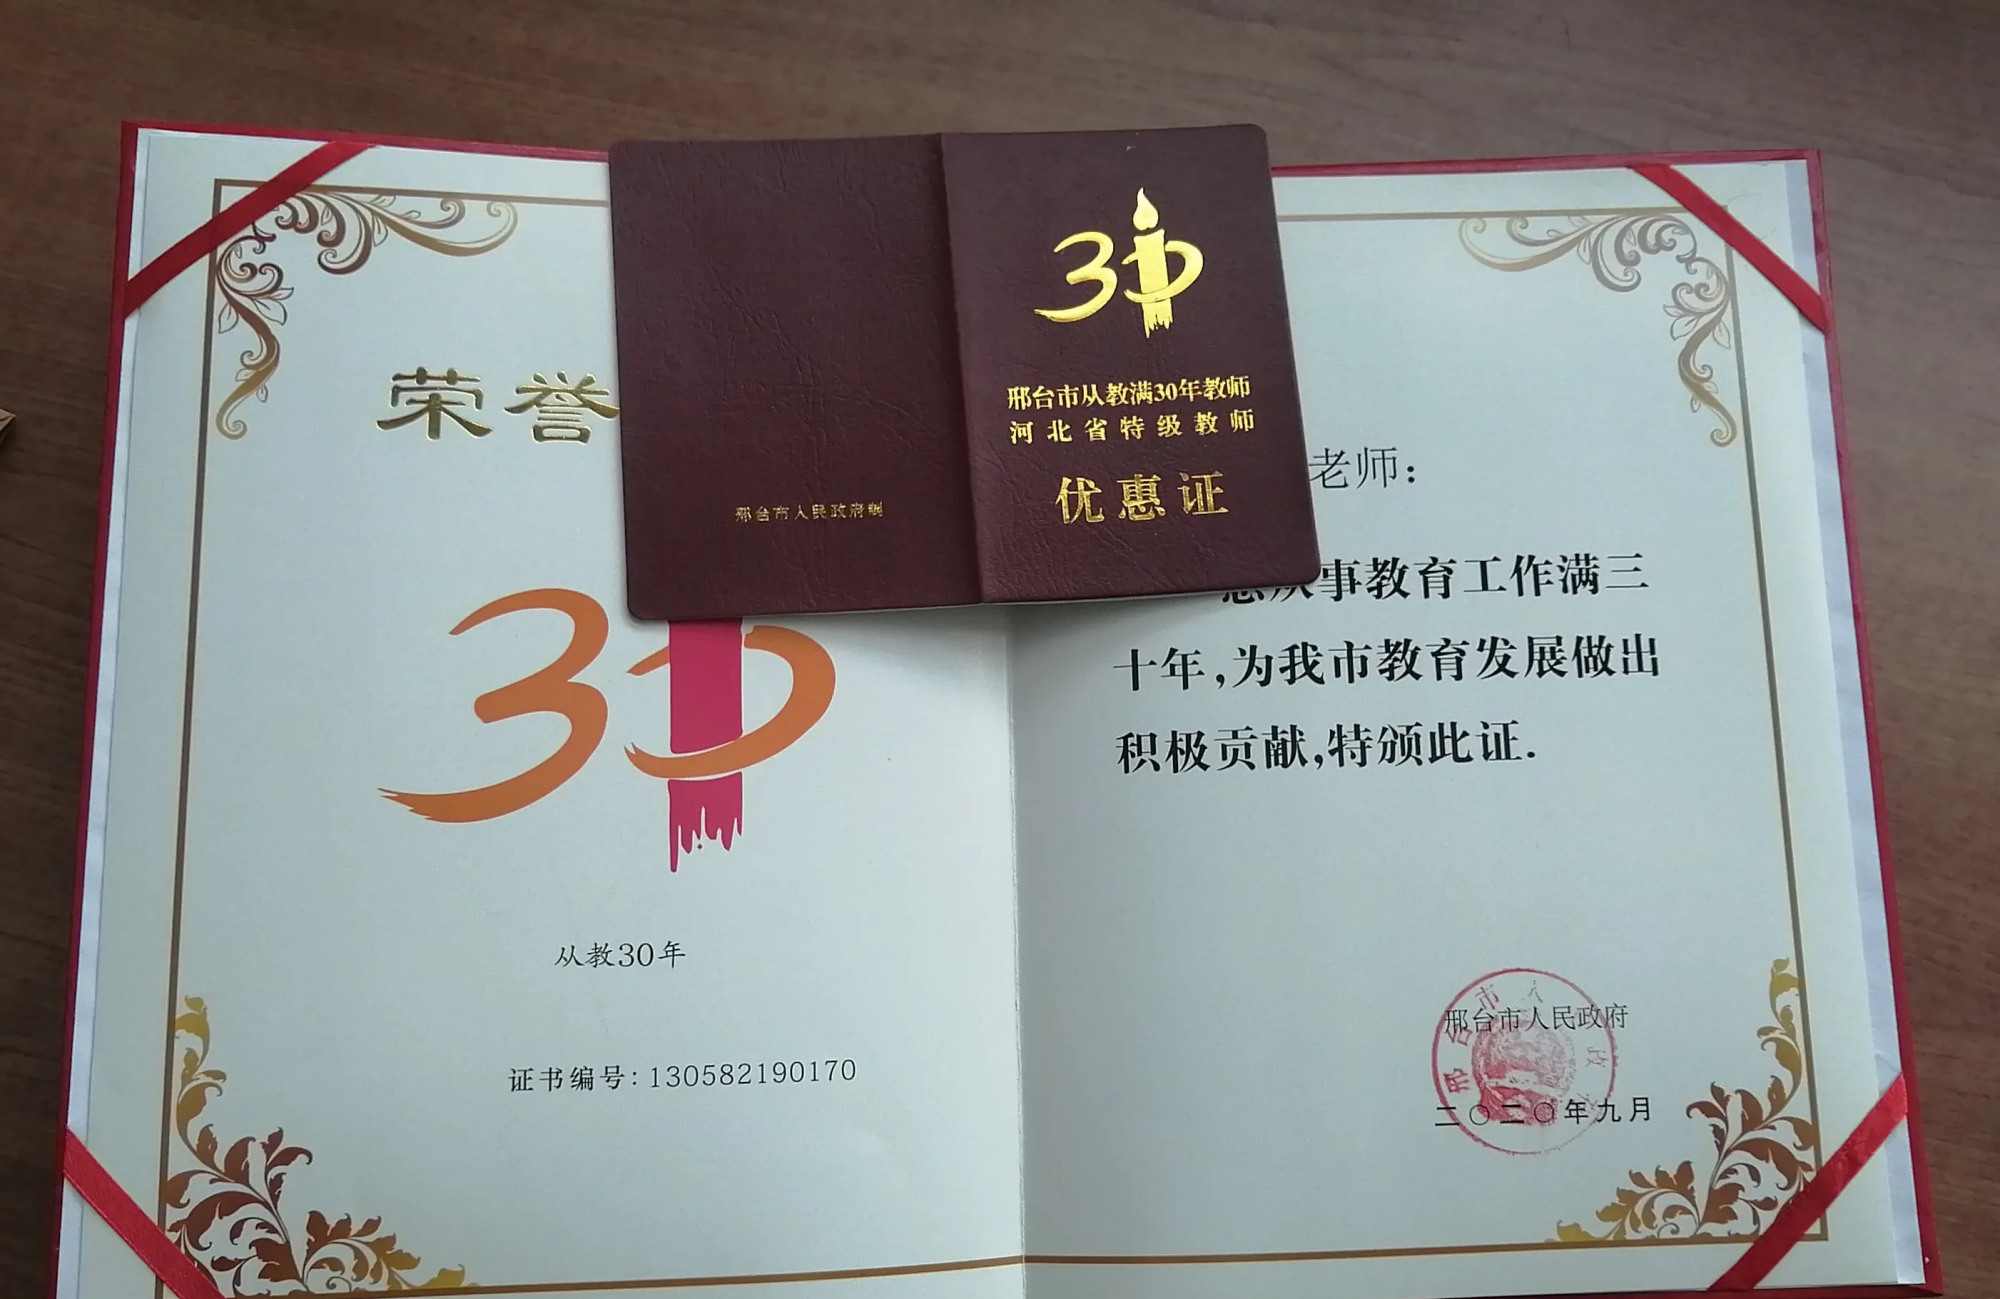 荣誉
30
从教30年
证书编号：130582190170
30
邢台市从教满30年教师
河北省特级教师
优惠证
邢台市人民政府制
老师：
您从事教育工作满三
十年，为我市教育发展做出
积极贡献，特颁此证.
邢台市人民政府
二〇二〇年九月